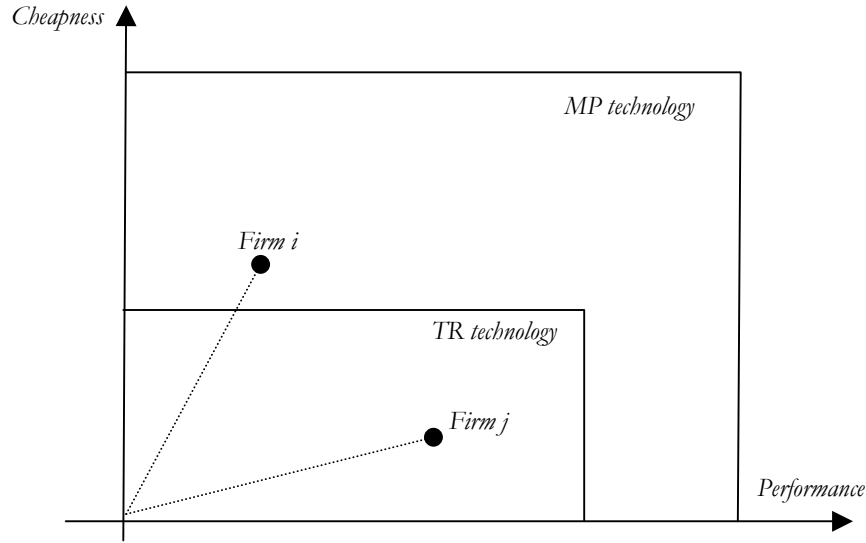 Cheapness
MP technology
Firm i
TR technology
Firm j
Performance